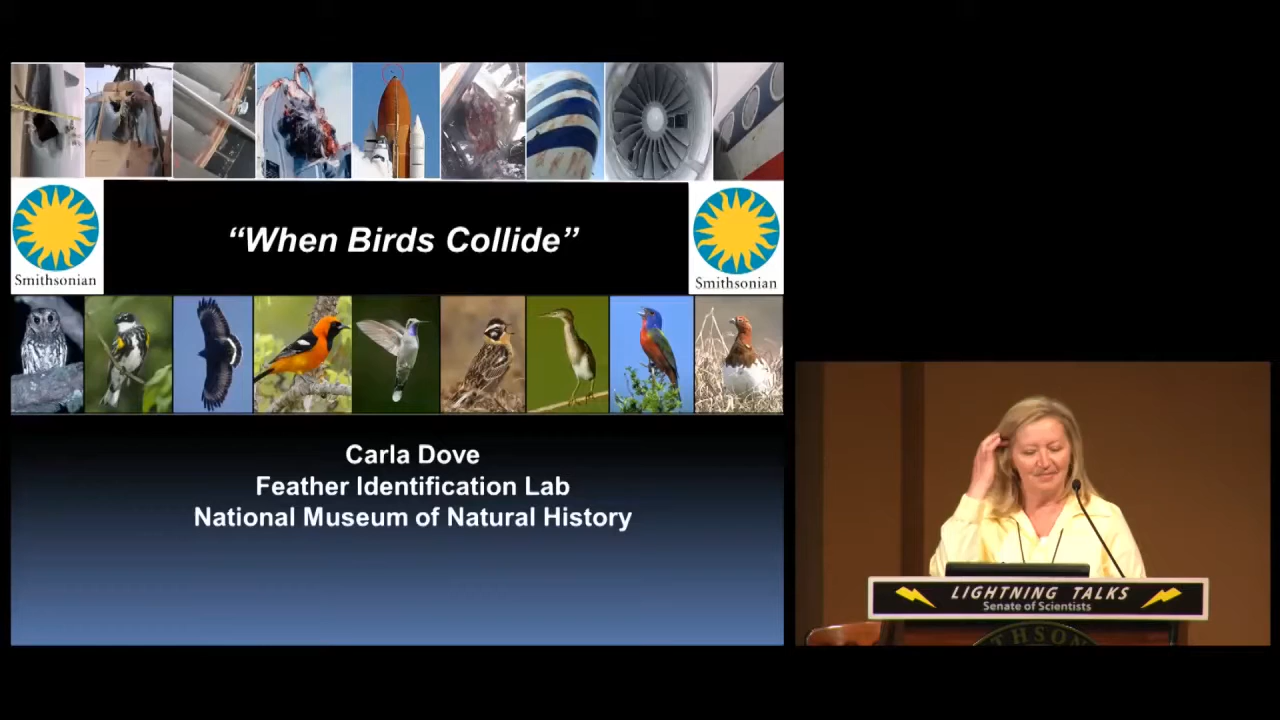 “When Birds Collide”
Smithsonian
Smithsonian
Carla Dove
Feather Identification Lab
National Museum of Natural History
LIGHTNING TALKS
Senate of Scientists
THSON